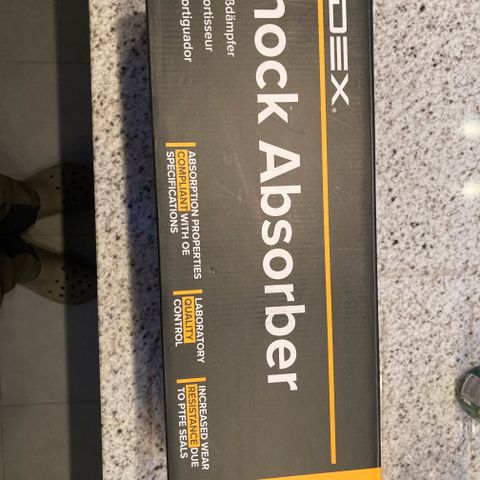 DEX®
hock Absorber
ßdämpfer
ortisseur
ortiguador
ABSORPTION PROPERTIES
COMPLIANT WITH OE
SPECIFICATIONS
LABORATORY
QUALITY
CONTROL
INCREASED WEAR
RESISTANCE DUE
TO PTFE SEALS